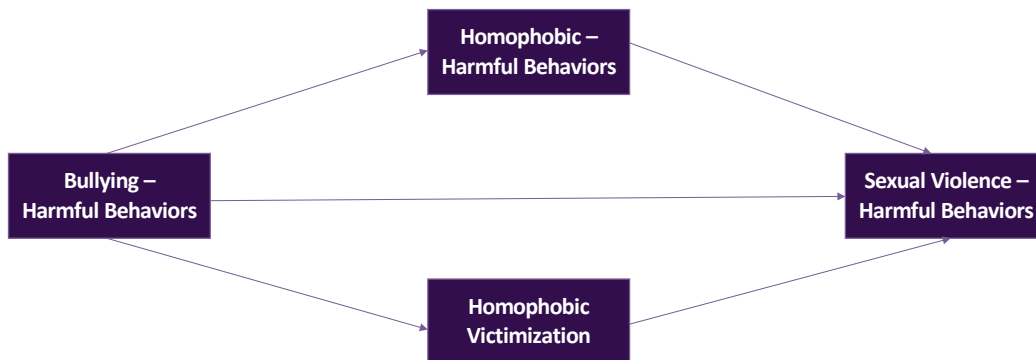 Homophobic –
Harmful Behaviors
Bullying –
Harmful Behaviors
Sexual Violence –
Harmful Behaviors
Homophobic
Victimization